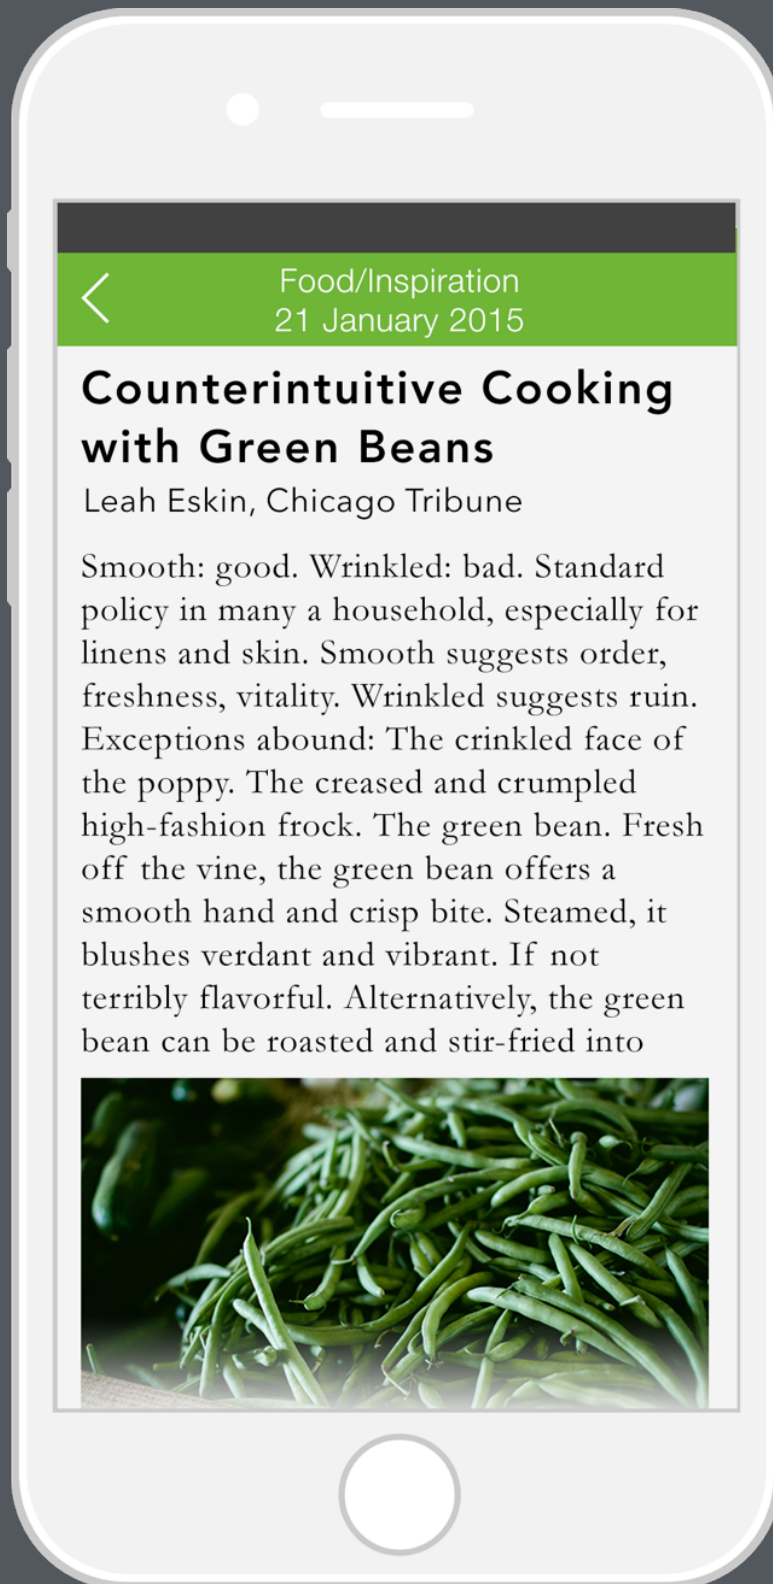 Food/Inspiration
21 January 2015
Counterintuitive Cooking
with Green Beans
Leah Eskin, Chicago Tribune
Smooth: good. Wrinkled: bad. Standard
policy in many a household, especially for
linens and skin. Smooth suggests order,
freshness, vitality. Wrinkled suggests ruin.
Exceptions abound: The crinkled face of
the poppy. The creased and crumpled
high-fashion frock. The green bean. Fresh
off the vine, the green bean offers a
smooth hand and crisp bite. Steamed, it
blushes verdant and vibrant. If not
terribly flavorful. Alternatively, the green
bean can be roasted and stir-fried into